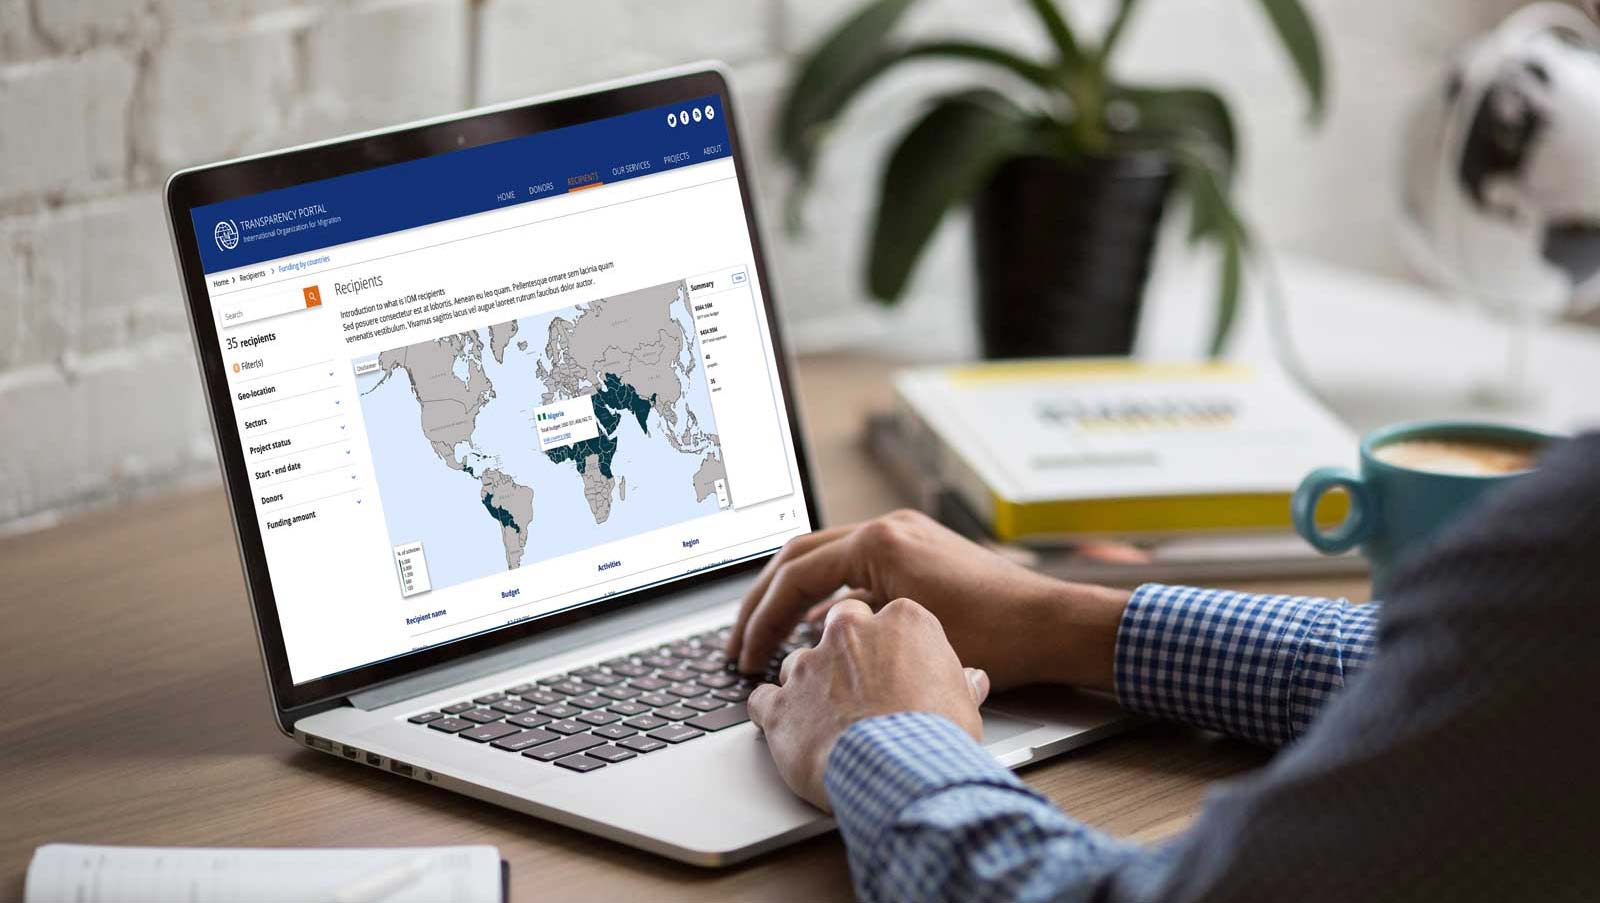 TRANSPARENCY PORTAL
International Organization for Migration
HOME DONORS RECIPIENTS OUR SERVICES PROJECTS ABOUT
Home > Recipients > Funding by countries
Search
35 recipients
Filter(s)
Geo-location
Sectors
Project status
Start - end date
Donors
Funding amount
Recipients
Introduction to what is IOM recipients
Sed posuere consectetur est at lobortis. Aenean eu leo quam. Pellentesque ornare sem lacinia quam
venenatis vestibulum. Vivamus sagittis lacus vel augue laoreet rutrum faucibus dolor auctor.
Disclaimer
Nigeria
Total budget: USD
Summary
35
Recipient name Budget Activities Region
STARTUP